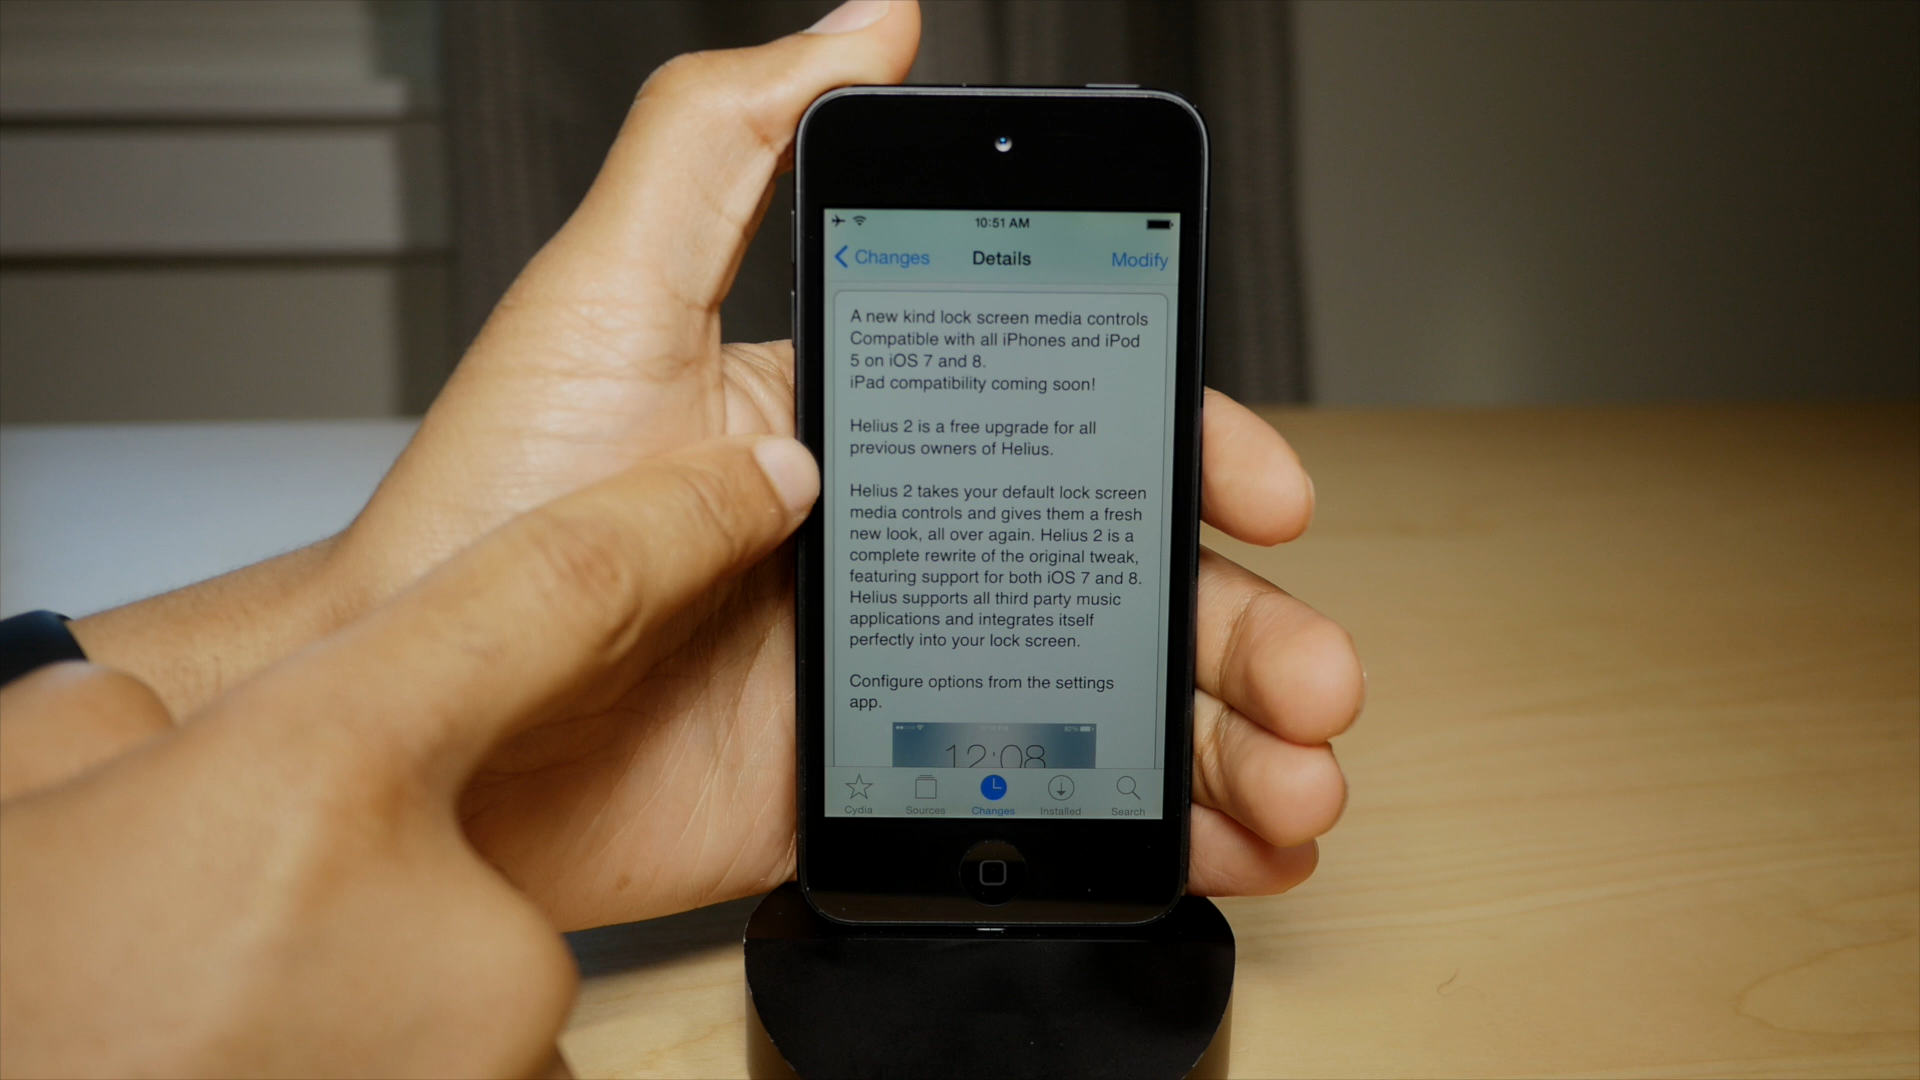 10:51 AM
Changes
Details
Modify
A new kind lock screen media controls
Compatible with all iPhones and iPod
5 on iOS 7 and 8.
iPad compatibility coming soon!
Helius 2 is a free upgrade for all
previous owners of Helius.
Helius 2 takes your default lock screen
media controls and gives them a fresh
new look, all over again. Helius 2 is a
complete rewrite of the original tweak,
featuring support for both iOS 7 and 8.
Helius supports all third party music
applications and integrates itself
perfectly into your lock screen.
Configure options from the settings
app.
12:08
Cydia
Sources
Changes
Installed
Search